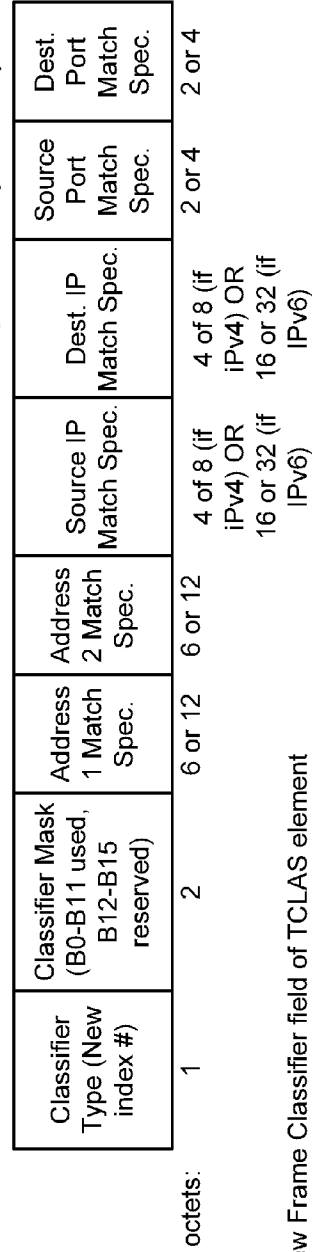 Classifier
Type (New
index #)
Classifier Mask
(B0-B11 used,
B12-B15
reserved)
Address
1 Match
Spec.
Address
2 Match
Spec.
Source IP
Match Spec.
Dest. IP
Match Spec.
Source
Port
Match
Spec.
Dest.
Port
Match
Spec.
octets:
1
2
6 or 12
6 or 12
4 of 8 (if
iPv4) OR
16 or 32 (if
IPv6)
4 of 8 (if
iPv4) OR
16 or 32 (if
IPv6)
2 or 4
2 or 4
Frame Classifier field of TCLAS element